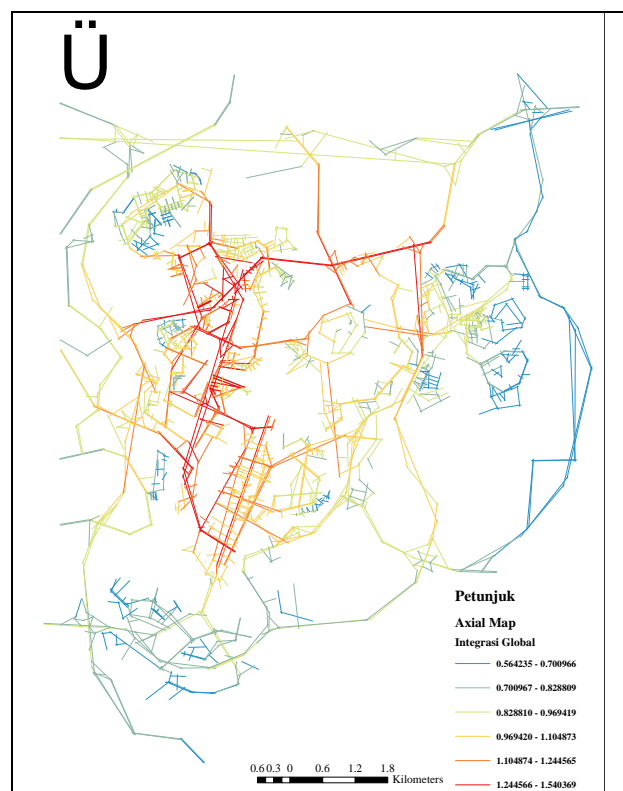 Ü
Petunjuk
Axial Map
Integrasi Global
0.564235 - 0.700966
0.700967 - 0.828809
0.828810 - 0.969419
0.969420 - 1.104873
1.104874 - 1.244565
1.244566 - 1.540369
0.6 0.3 0 0.6 1.2 1.8
Kilometers